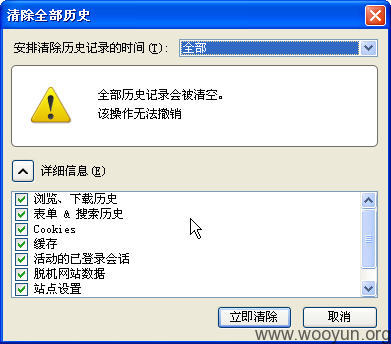 清除全部历史
安排清除历史记录的时间(T): 全部
全部历史记录会被清空。
该操作无法撤销
详细信息(E)
浏览、下载历史
表单 & 搜索历史
Cookies
缓存
活动的已登录会话
脱机网站数据
站点设置
立即清除 取消
www.wooyun.org